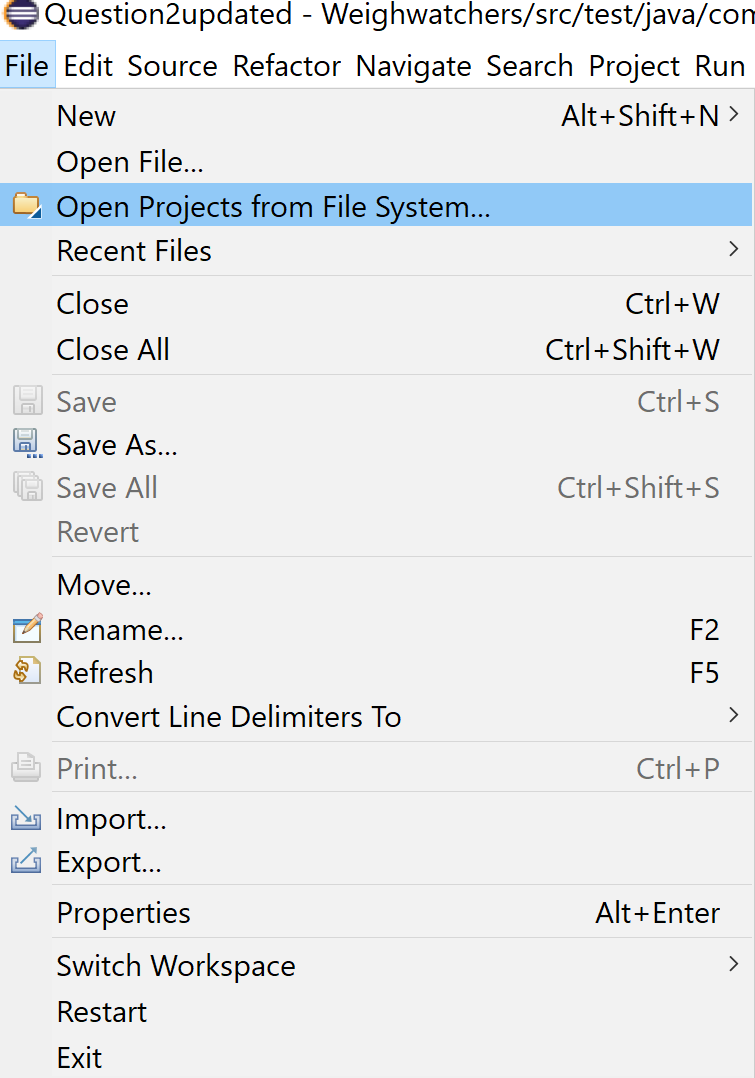 Question2updated - Weighwatchers/src/test/java/com
File Edit Source Refactor Navigate Search Project Run
New Alt+Shift+N
Open File...
Open Projects from File System...
Recent Files
Close Ctrl+W
Close All Ctrl+Shift+W
Save Ctrl+S
Save As...
Save All Ctrl+Shift+S
Revert
Move...
Rename... F2
Refresh F5
Convert Line Delimiters To
Print... Ctrl+P
Import...
Export...
Properties Alt+Enter
Switch Workspace
Restart
Exit